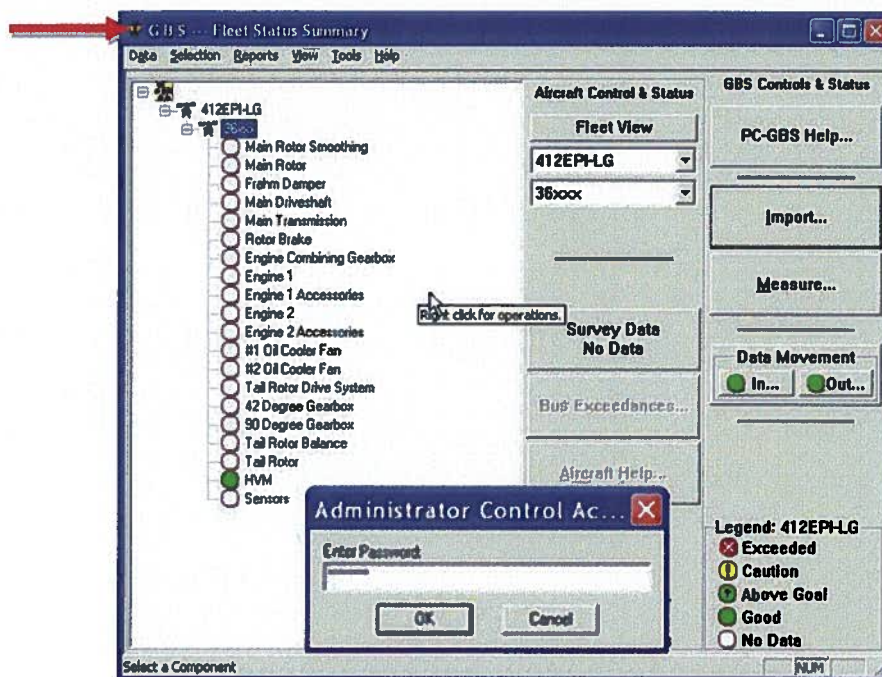 G B S --- Fleet Status Summary
Data Selection Reports View Tools Help
412EPI-LG
36xxx
Main Rotor Smoothing
Main Rotor
Frahm Damper
Main Driveshaft
Main Transmission
Rotor Brake
Engine Combining Gearbox
Engine 1
Engine 1 Accessories
Engine 2
Engine 2 Accessories
#1 Oil Cooler Fan
#2 Oil Cooler Fan
Tail Rotor Drive System
42 Degree Gearbox
90 Degree Gearbox
Tail Rotor Balance
Tail Rotor
HVM
Sensors
Right click for operations.
Aircraft Control & Status
Fleet View
412EPI-LG
36xxx
Survey Data
No Data
Bus Exceedances...
Aircraft Help...
GBS Controls & Status
PC-GBS Help...
Import...
Measure...
Data Movement
In... Out...
Legend: 412EPI-LG
Exceeded
Caution
Above Goal
Good
No Data
Administrator Control Ac...
Enter Password
OK Cancel
Select a Component
NUM